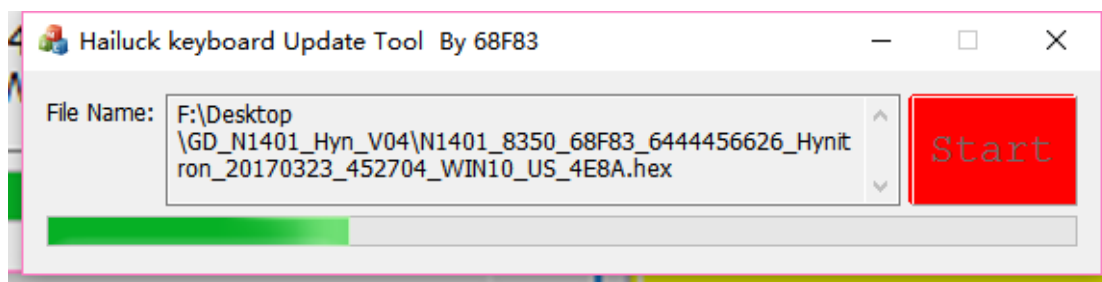 Hailuck keyboard Update Tool By 68F83
File Name:
F:\Desktop
\GD_N1401_Hyn_V04\N1401_8350_68F83_6444456626_Hynit
ron_20170323_452704_WIN10_US_4E8A.hex
Start